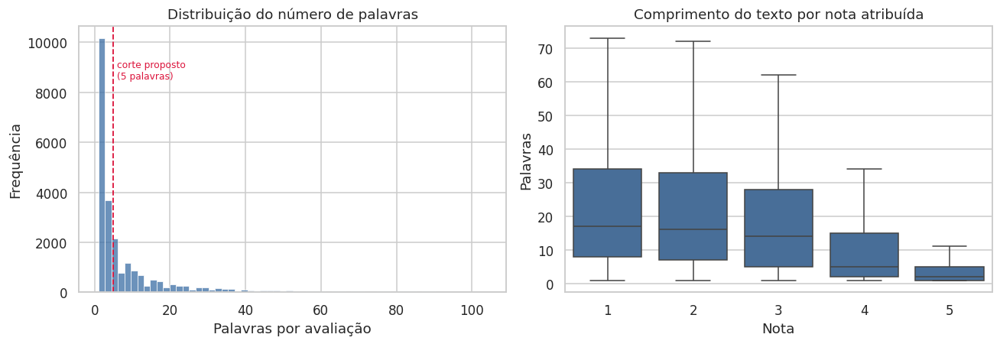 Distribuição do número de palavras
10000
8000
6000
4000
2000
0
corte proposto
(5 palavras)
0 20 40 60 80 100
Palavras por avaliação
Frequência
Comprimento do texto por nota atribuída
70
60
50
40
30
20
10
0
1 2 3 4 5
Nota
Palavras